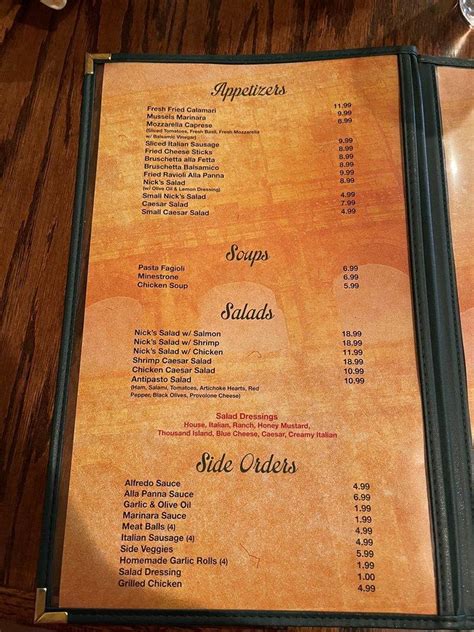 Appetizers
Fresh Fried Calamari 11.99
Mussels Marinara 9.99
Mozzarella Caprese 6.99
(Sliced Tomatoes, Fresh Basil, Fresh Mozzarella
w/ Balsamic Vinegar)
Sliced Italian Sausage 9.99
Fried Cheese Sticks 8.99
Bruschetta alla Fetta 8.99
Bruschetta Balsamico 8.99
Fried Ravioli Alla Panna 9.99
Nick's Salad 8.99
(w/ Olive Oil & Lemon Dressing)
Small Nick's Salad 4.99
Caesar Salad 7.99
Small Caesar Salad 4.99
Soups
Pasta Fagioli 6.99
Minestrone 6.99
Chicken Soup 5.99
Salads
Nick's Salad w/ Salmon 18.99
Nick's Salad w/ Shrimp 18.99
Nick's Salad w/ Chicken 11.99
Shrimp Caesar Salad 18.99
Chicken Caesar Salad 10.99
Antipasto Salad 10.99
(Ham, Salami, Tomatoes, Artichoke Hearts, Red
Pepper, Black Olives, Provolone Cheese)
Salad Dressings
House, Italian, Ranch, Honey Mustard,
Thousand Island, Blue Cheese, Caesar, Creamy Italian
Side Orders
Alfredo Sauce 4.99
Alla Panna Sauce 6.99
Garlic & Olive Oil 1.99
Marinara Sauce 1.99
Meat Balls (4) 4.99
Italian Sausage (4) 4.99
Side Veggies 5.99
Homemade Garlic Rolls (4) 1.99
Salad Dressing 1.00
Grilled Chicken 4.99